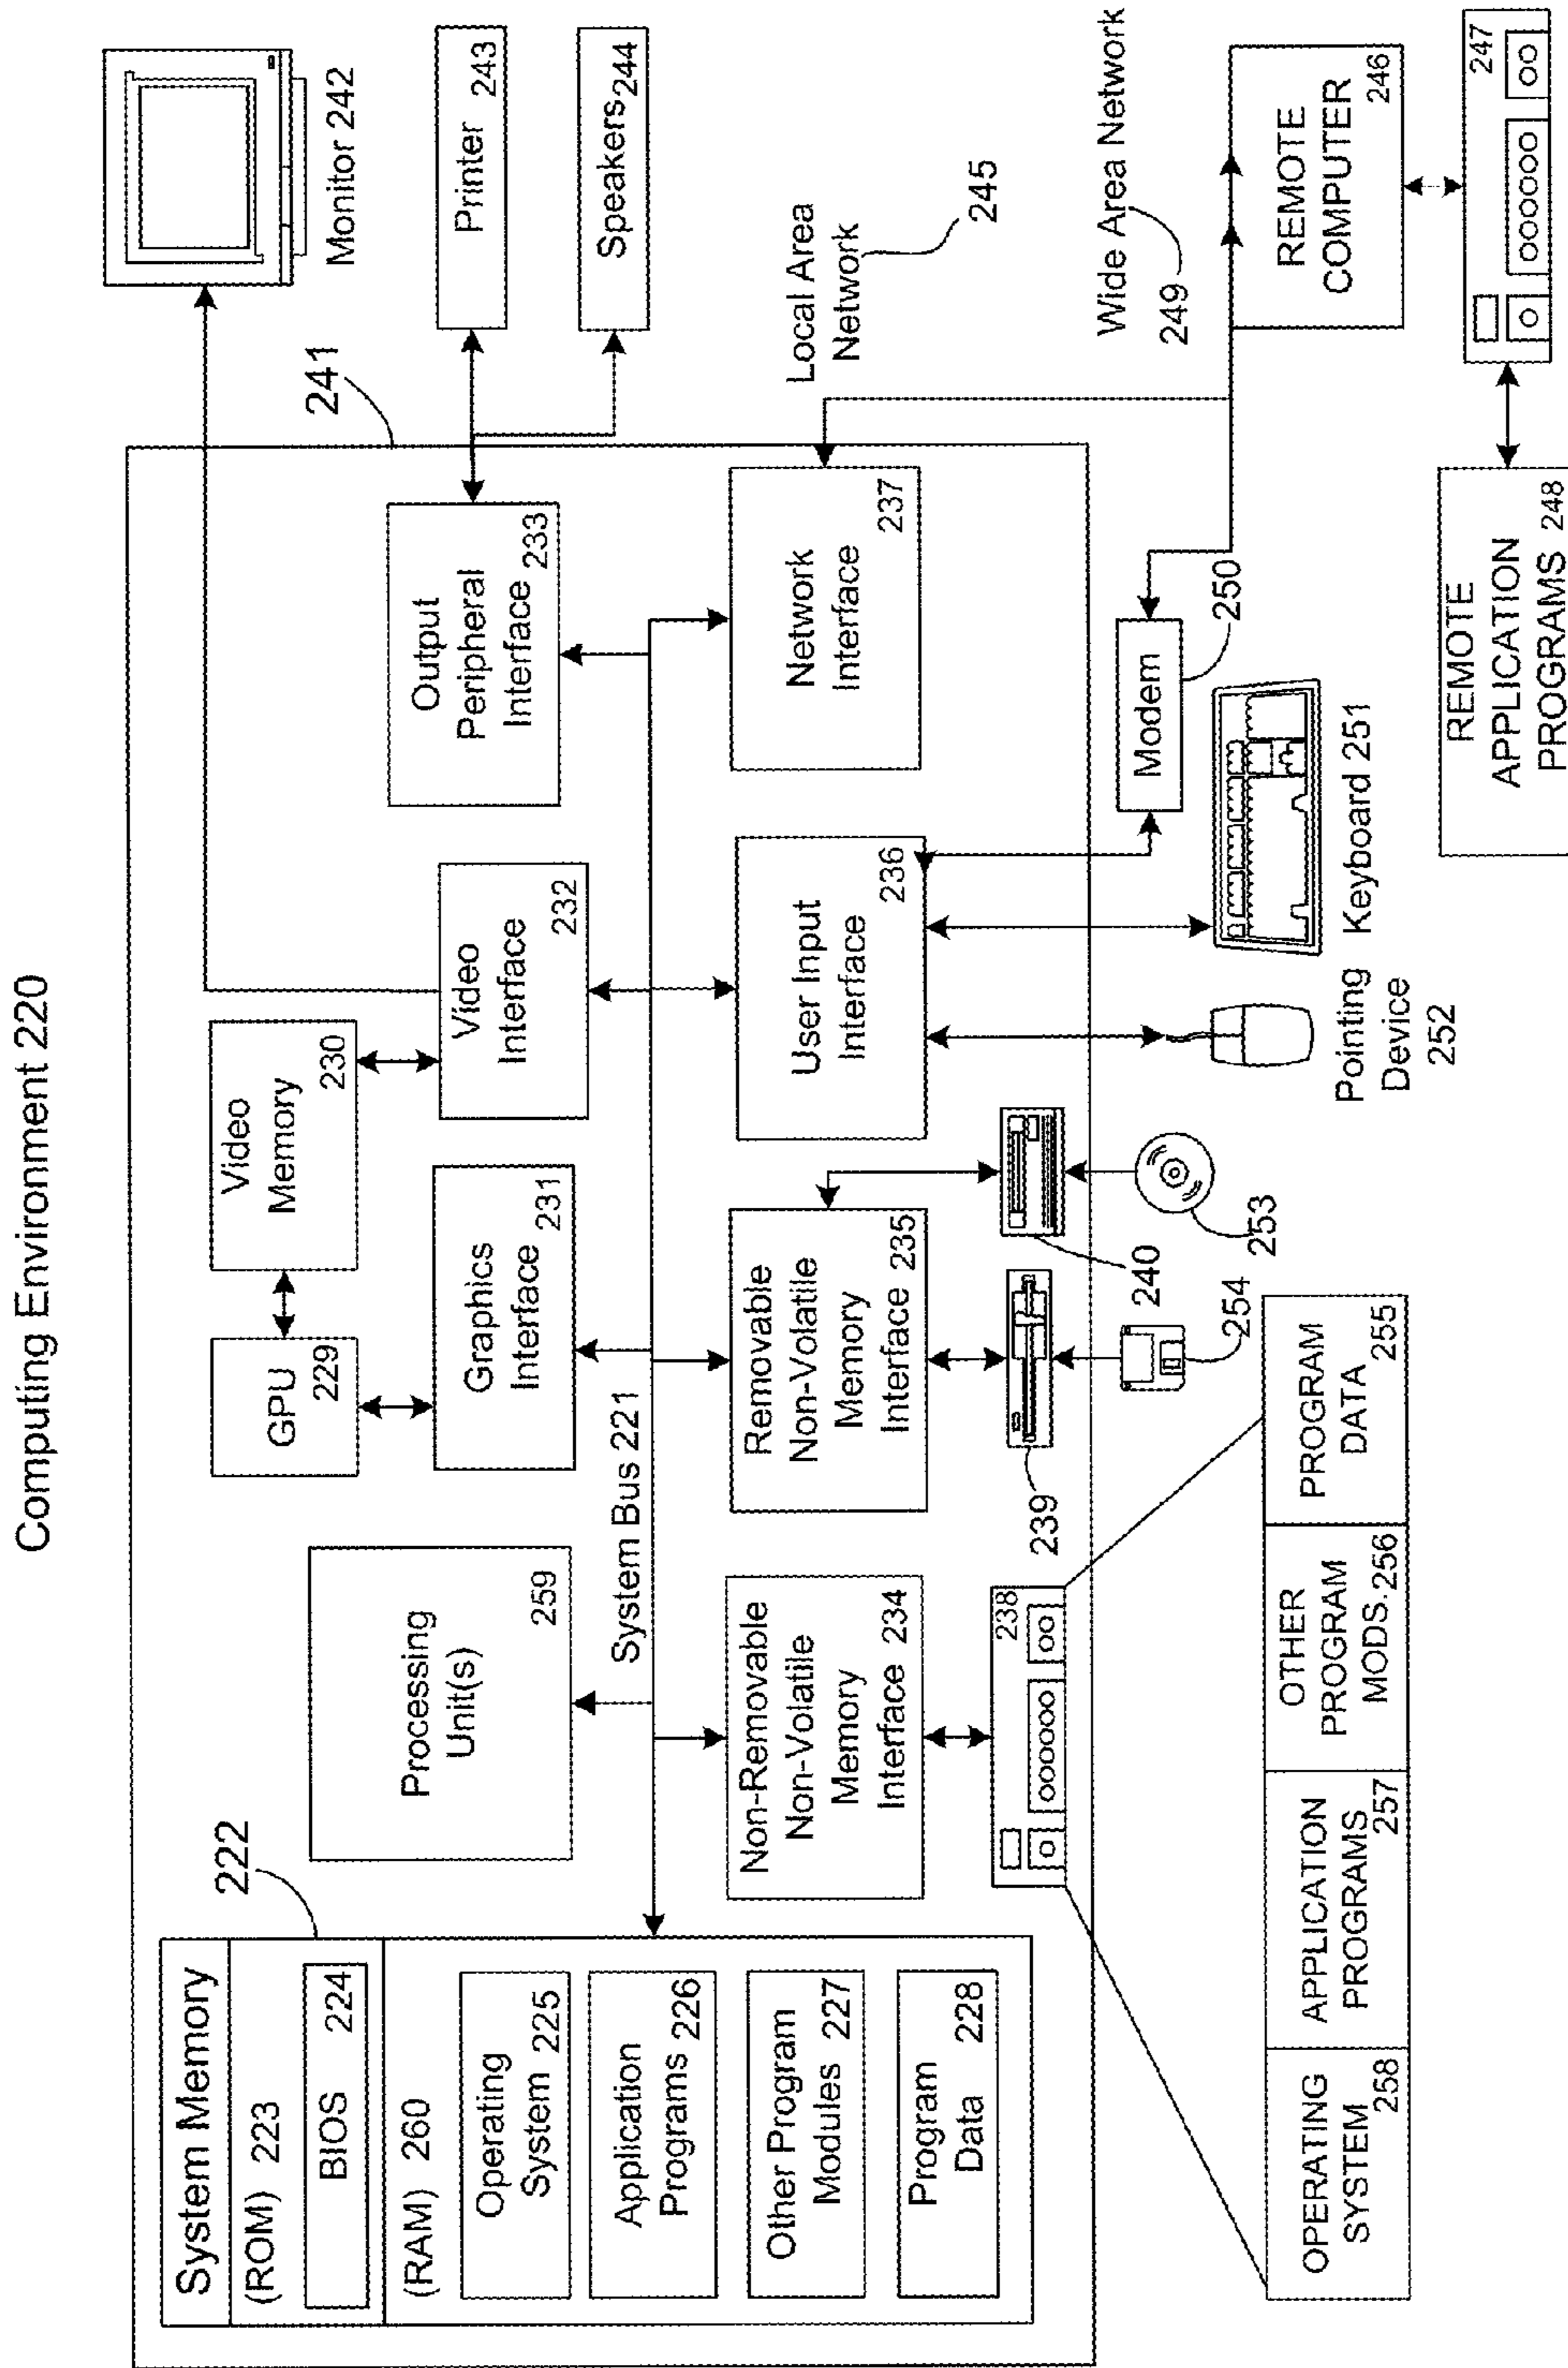 Computing Environment 220
System Memory
(ROM) 223
BIOS 224
(RAM) 260
Operating
System 225
Application
Programs 226
Other Program
Modules 227
Program
Data 228
222
Processing
Unit(s)
259
GPU
229
Video
Memory
230
Graphics
Interface 231
Video
Interface
232
Output
Peripheral
Interface 233
241
Monitor 242
Printer 243
Speakers 244
System Bus 221
Non-Removable
Non-Volatile
Memory
Interface 234
Removable
Non-Volatile
Memory
Interface 235
User Input
Interface
236
Network
Interface
237
Local Area
Network
245
Wide Area Network
249
238
239
240
254
253
Pointing
Device
252
Keyboard 251
Modem
250
REMOTE
COMPUTER
246
247
REMOTE
APPLICATION
PROGRAMS 248
OPERATING
SYSTEM
258
APPLICATION
PROGRAMS
257
OTHER
PROGRAM
MODS. 256
PROGRAM
DATA
255